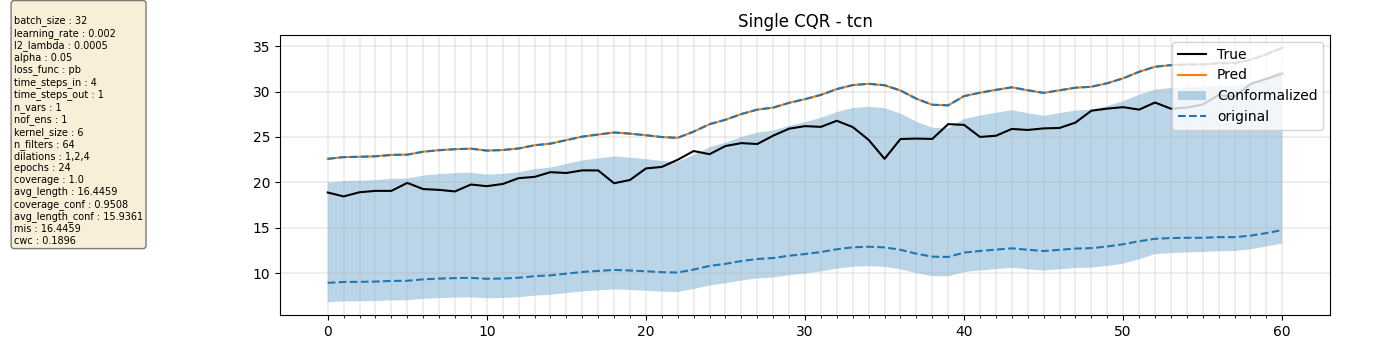 batch_size : 32
learning_rate : 0.002
l2_lambda : 0.0005
alpha : 0.05
loss_func : pb
time_steps_in : 4
time_steps_out : 1
n_vars : 1
nof_ens : 1
kernel_size : 6
n_filters : 64
dilations : 1,2,4
epochs : 24
coverage : 1.0
avg_length : 16.4459
coverage_conf : 0.9508
avg_length_conf : 15.9361
mis : 16.4459
cwc : 0.1896
Single CQR - tcn
35
30
25
20
15
10
True
Pred
Conformalized
original
0 10 20 30 40 50 60